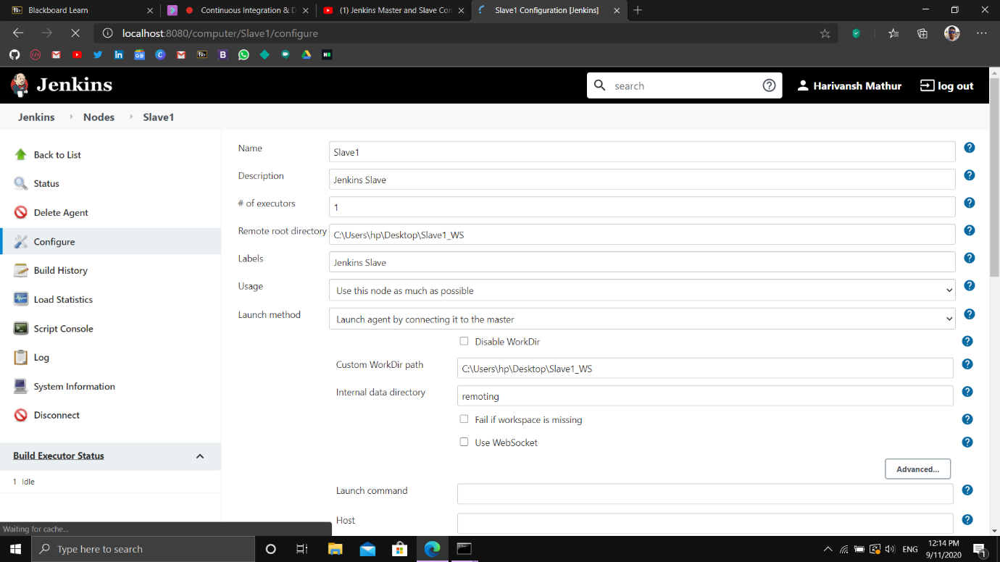 Blackboard Learn
Continuous Integration & D
(1) Jenkins Master and Slave Con
Slave1 Configuration [Jenkins]
localhost:8080/computer/Slave1/configure
Jenkins
search
Harivansh Mathur
log out
Jenkins
Nodes
Slave1
Back to List
Status
Delete Agent
Configure
Build History
Load Statistics
Script Console
Log
System Information
Disconnect
Build Executor Status
1 Idle
Name
Slave1
Description
Jenkins Slave
# of executors
1
Remote root directory
C:\Users\hp\Desktop\Slave1_WS
Labels
Jenkins Slave
Usage
Use this node as much as possible
Launch method
Launch agent by connecting it to the master
Disable WorkDir
Custom WorkDir path
C:\Users\hp\Desktop\Slave1_WS
Internal data directory
remoting
Fail if workspace is missing
Use WebSocket
Advanced...
Launch command
Host
Waiting for cache...
Type here to search
ENG
12:14 PM
9/11/2020
1